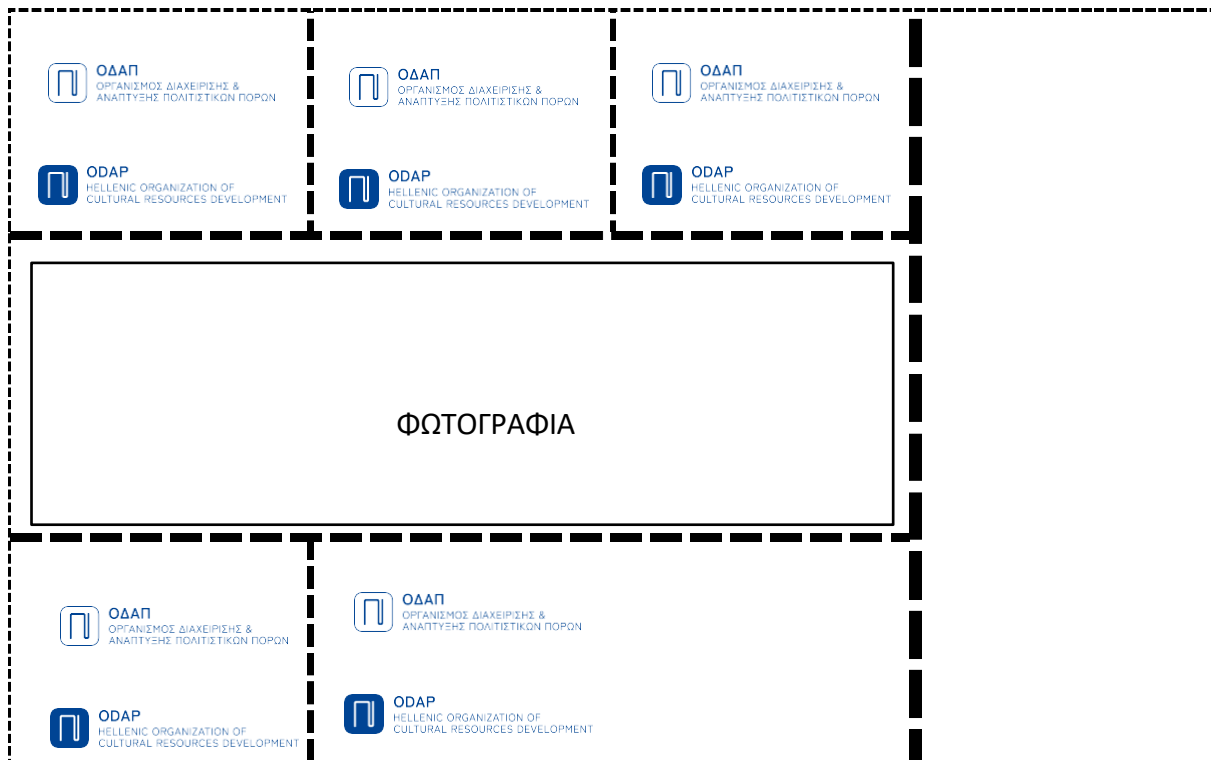 ΟΔΑΠ
ΟΡΓΑΝΙΣΜΟΣ ΔΙΑΧΕΙΡΙΣΗΣ &
ΑΝΑΠΤΥΞΗΣ ΠΟΛΙΤΙΣΤΙΚΩΝ ΠΟΡΩΝ
ODAP
HELLENIC ORGANIZATION OF
CULTURAL RESOURCES DEVELOPMENT
ΟΔΑΠ
ΟΡΓΑΝΙΣΜΟΣ ΔΙΑΧΕΙΡΙΣΗΣ &
ΑΝΑΠΤΥΞΗΣ ΠΟΛΙΤΙΣΤΙΚΩΝ ΠΟΡΩΝ
ODAP
HELLENIC ORGANIZATION OF
CULTURAL RESOURCES DEVELOPMENT
ΟΔΑΠ
ΟΡΓΑΝΙΣΜΟΣ ΔΙΑΧΕΙΡΙΣΗΣ &
ΑΝΑΠΤΥΞΗΣ ΠΟΛΙΤΙΣΤΙΚΩΝ ΠΟΡΩΝ
ODAP
HELLENIC ORGANIZATION OF
CULTURAL RESOURCES DEVELOPMENT
ΦΩΤΟΓΡΑΦΙΑ
ΟΔΑΠ
ΟΡΓΑΝΙΣΜΟΣ ΔΙΑΧΕΙΡΙΣΗΣ &
ΑΝΑΠΤΥΞΗΣ ΠΟΛΙΤΙΣΤΙΚΩΝ ΠΟΡΩΝ
ODAP
HELLENIC ORGANIZATION OF
CULTURAL RESOURCES DEVELOPMENT
ΟΔΑΠ
ΟΡΓΑΝΙΣΜΟΣ ΔΙΑΧΕΙΡΙΣΗΣ &
ΑΝΑΠΤΥΞΗΣ ΠΟΛΙΤΙΣΤΙΚΩΝ ΠΟΡΩΝ
ODAP
HELLENIC ORGANIZATION OF
CULTURAL RESOURCES DEVELOPMENT